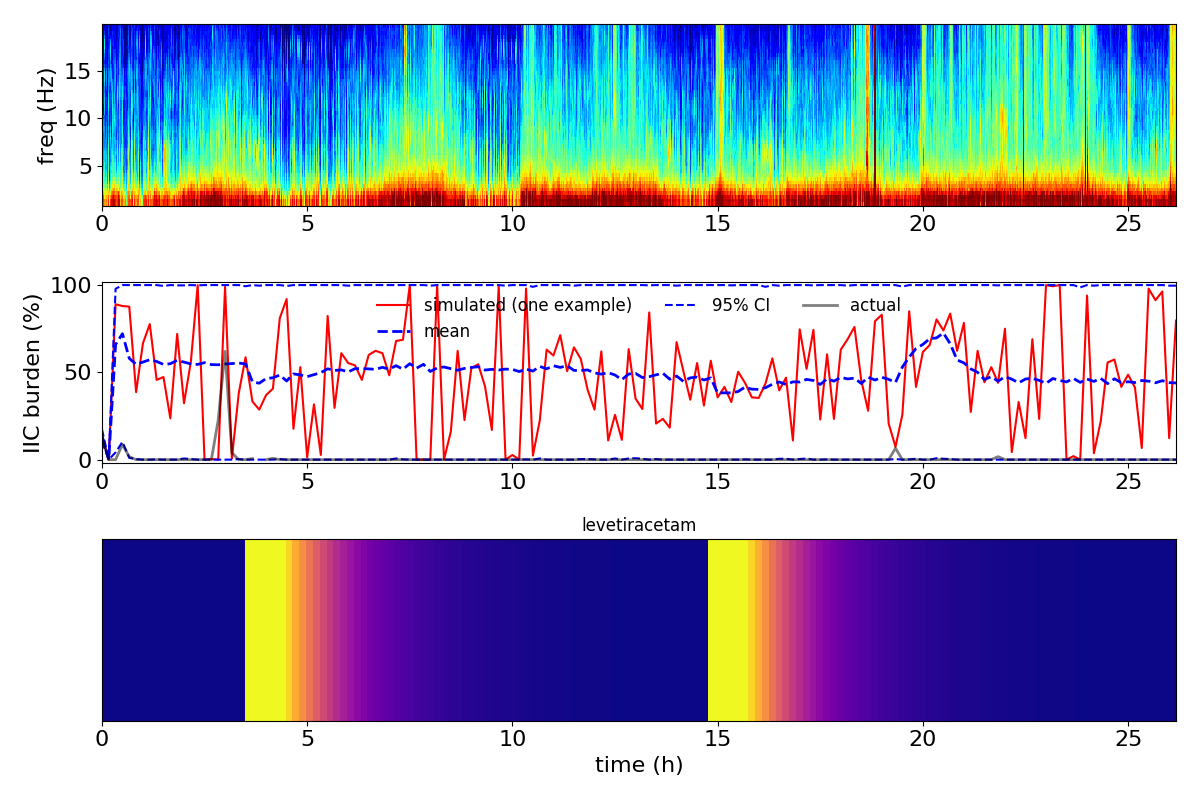 freq (Hz)
15
10
5
0 5 10 15 20 25
IIC burden (%)
100
50
0
simulated (one example) 95% CI actual
mean
0 5 10 15 20 25
levetiracetam
0 5 10 15 20 25
time (h)